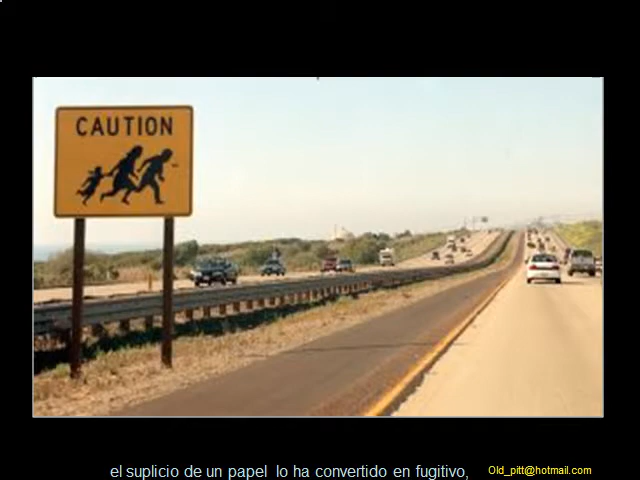 CAUTION
el suplicio de un papel lo ha convertido en fugitivo,
Old_pitt@hotmail.com